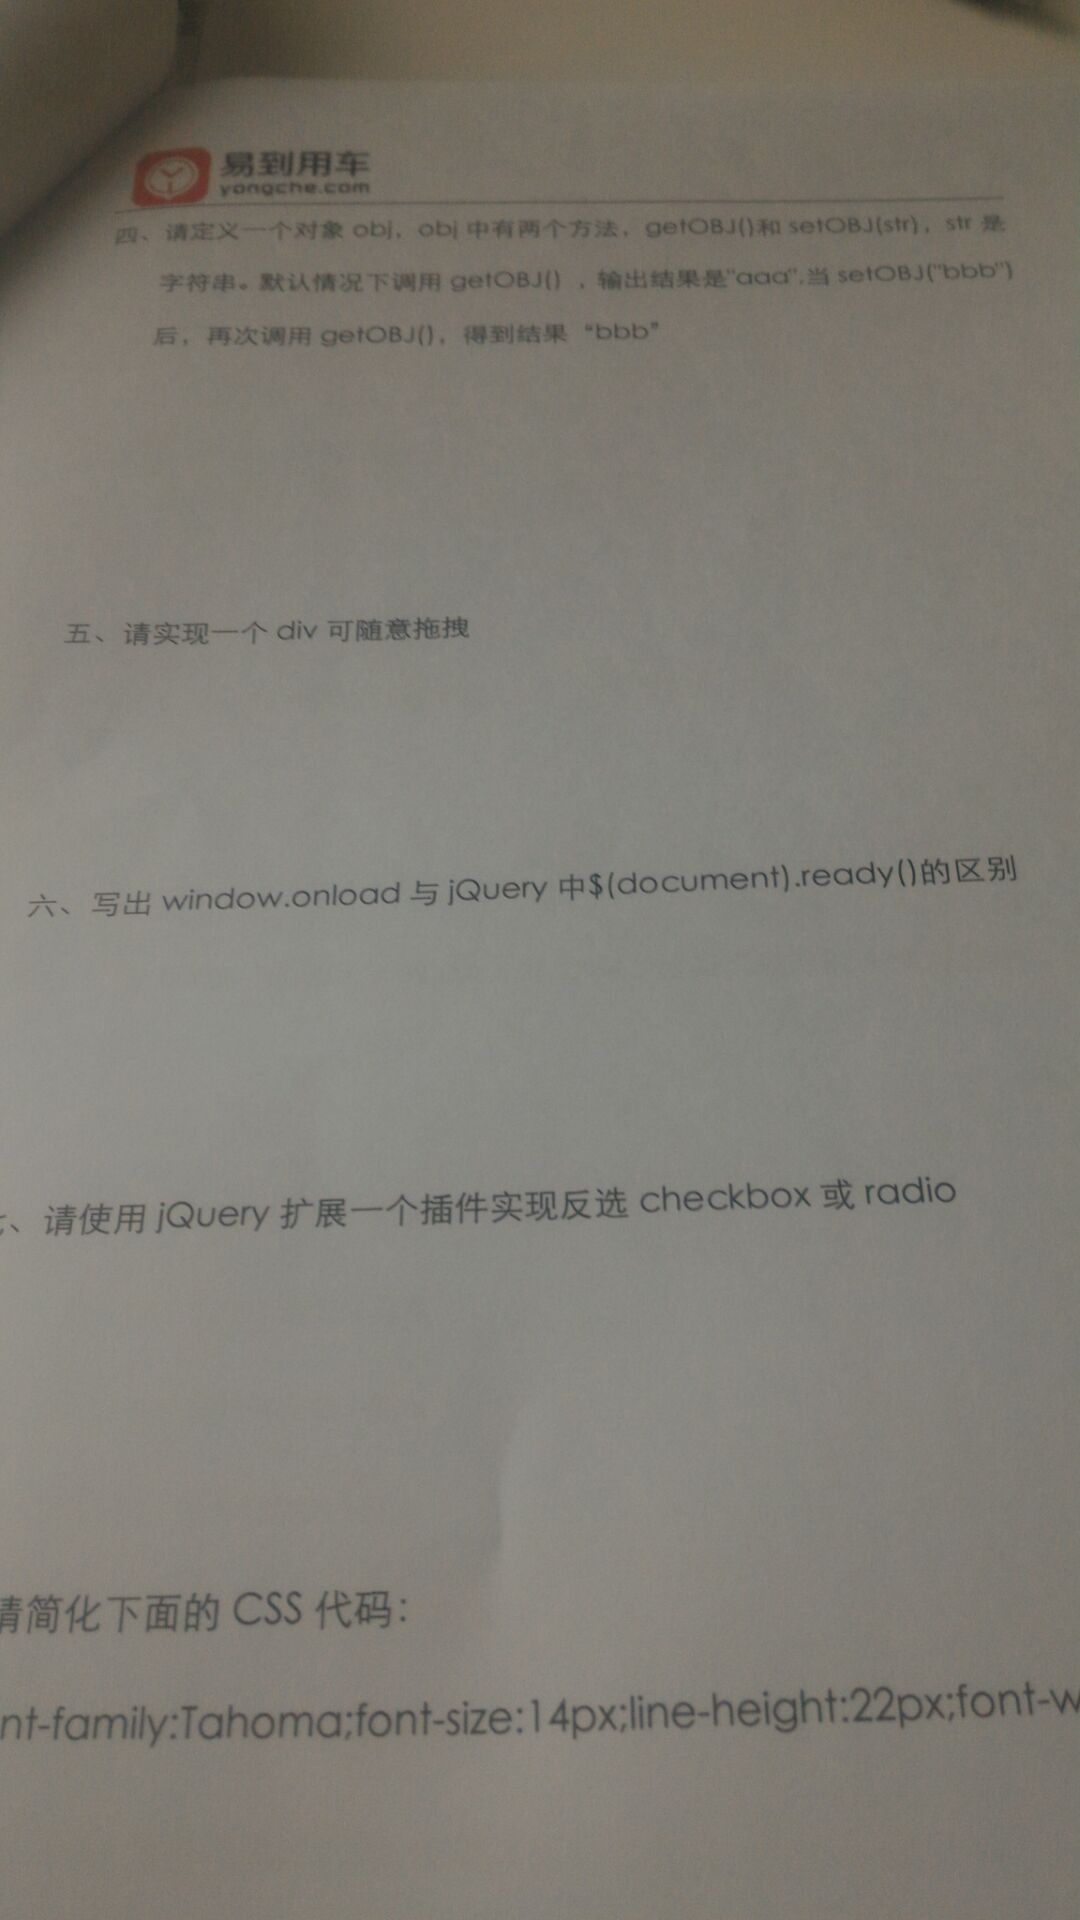 易到用车
yongche.com
四、请定义一个对象 obj，obj 中有两个方法，getOBJ()和 setOBJ(str)，str 是
字符串。默认情况下调用 getOBJ() ，输出结果是"aaa".当 setOBJ("bbb")
后，再次调用 getOBJ()，得到结果 “bbb”
五、请实现一个 div 可随意拖拽
六、写出 window.onload 与 jQuery 中$(document).ready()的区别
、请使用 jQuery 扩展一个插件实现反选 checkbox 或 radio
请简化下面的 CSS 代码：
nt-family:Tahoma;font-size:14px;line-height:22px;font-w